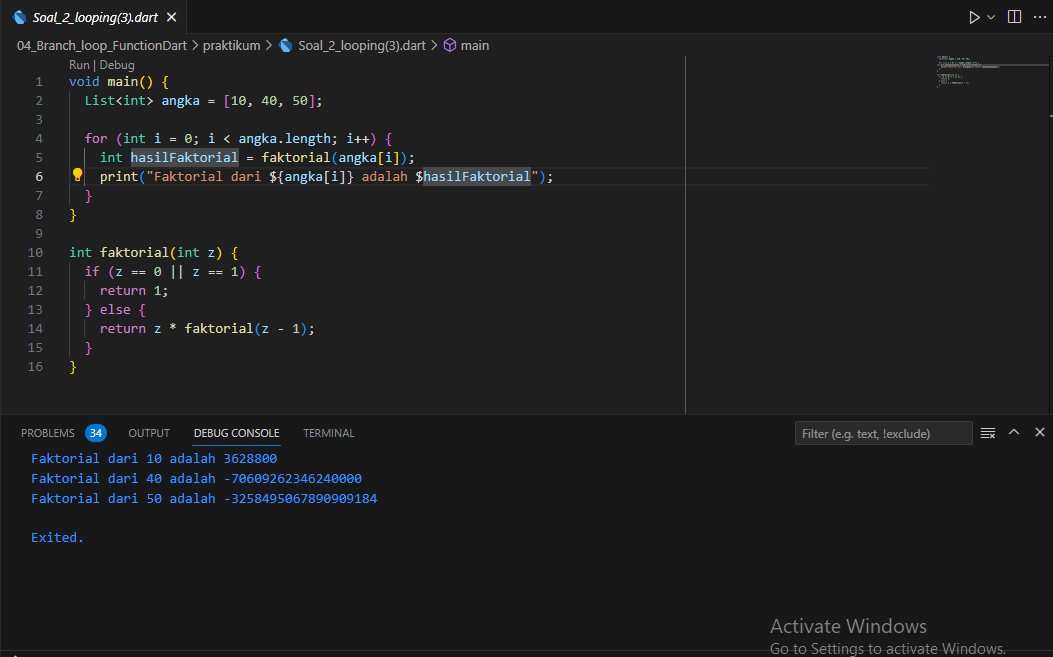 Soal_2_looping(3).dart
04_Branch_loop_FunctionDart > praktikum > Soal_2_looping(3).dart > main
Run | Debug
1 void main() {
2 List<int> angka = [10, 40, 50];
3
4 for (int i = 0; i < angka.length; i++) {
5 int hasilFaktorial = faktorial(angka[i]);
6 print("Faktorial dari ${angka[i]} adalah $hasilFaktorial");
7 }
8 }
9
10 int faktorial(int z) {
11 if (z == 0 || z == 1) {
12 return 1;
13 } else {
14 return z * faktorial(z - 1);
15 }
16 }
PROBLEMS 34 OUTPUT DEBUG CONSOLE TERMINAL Filter (e.g. text, !exclude)
Faktorial dari 10 adalah 3628800
Faktorial dari 40 adalah -70609262346240000
Faktorial dari 50 adalah -3258495067890909184
Exited.
Activate Windows
Go to Settings to activate Windows.